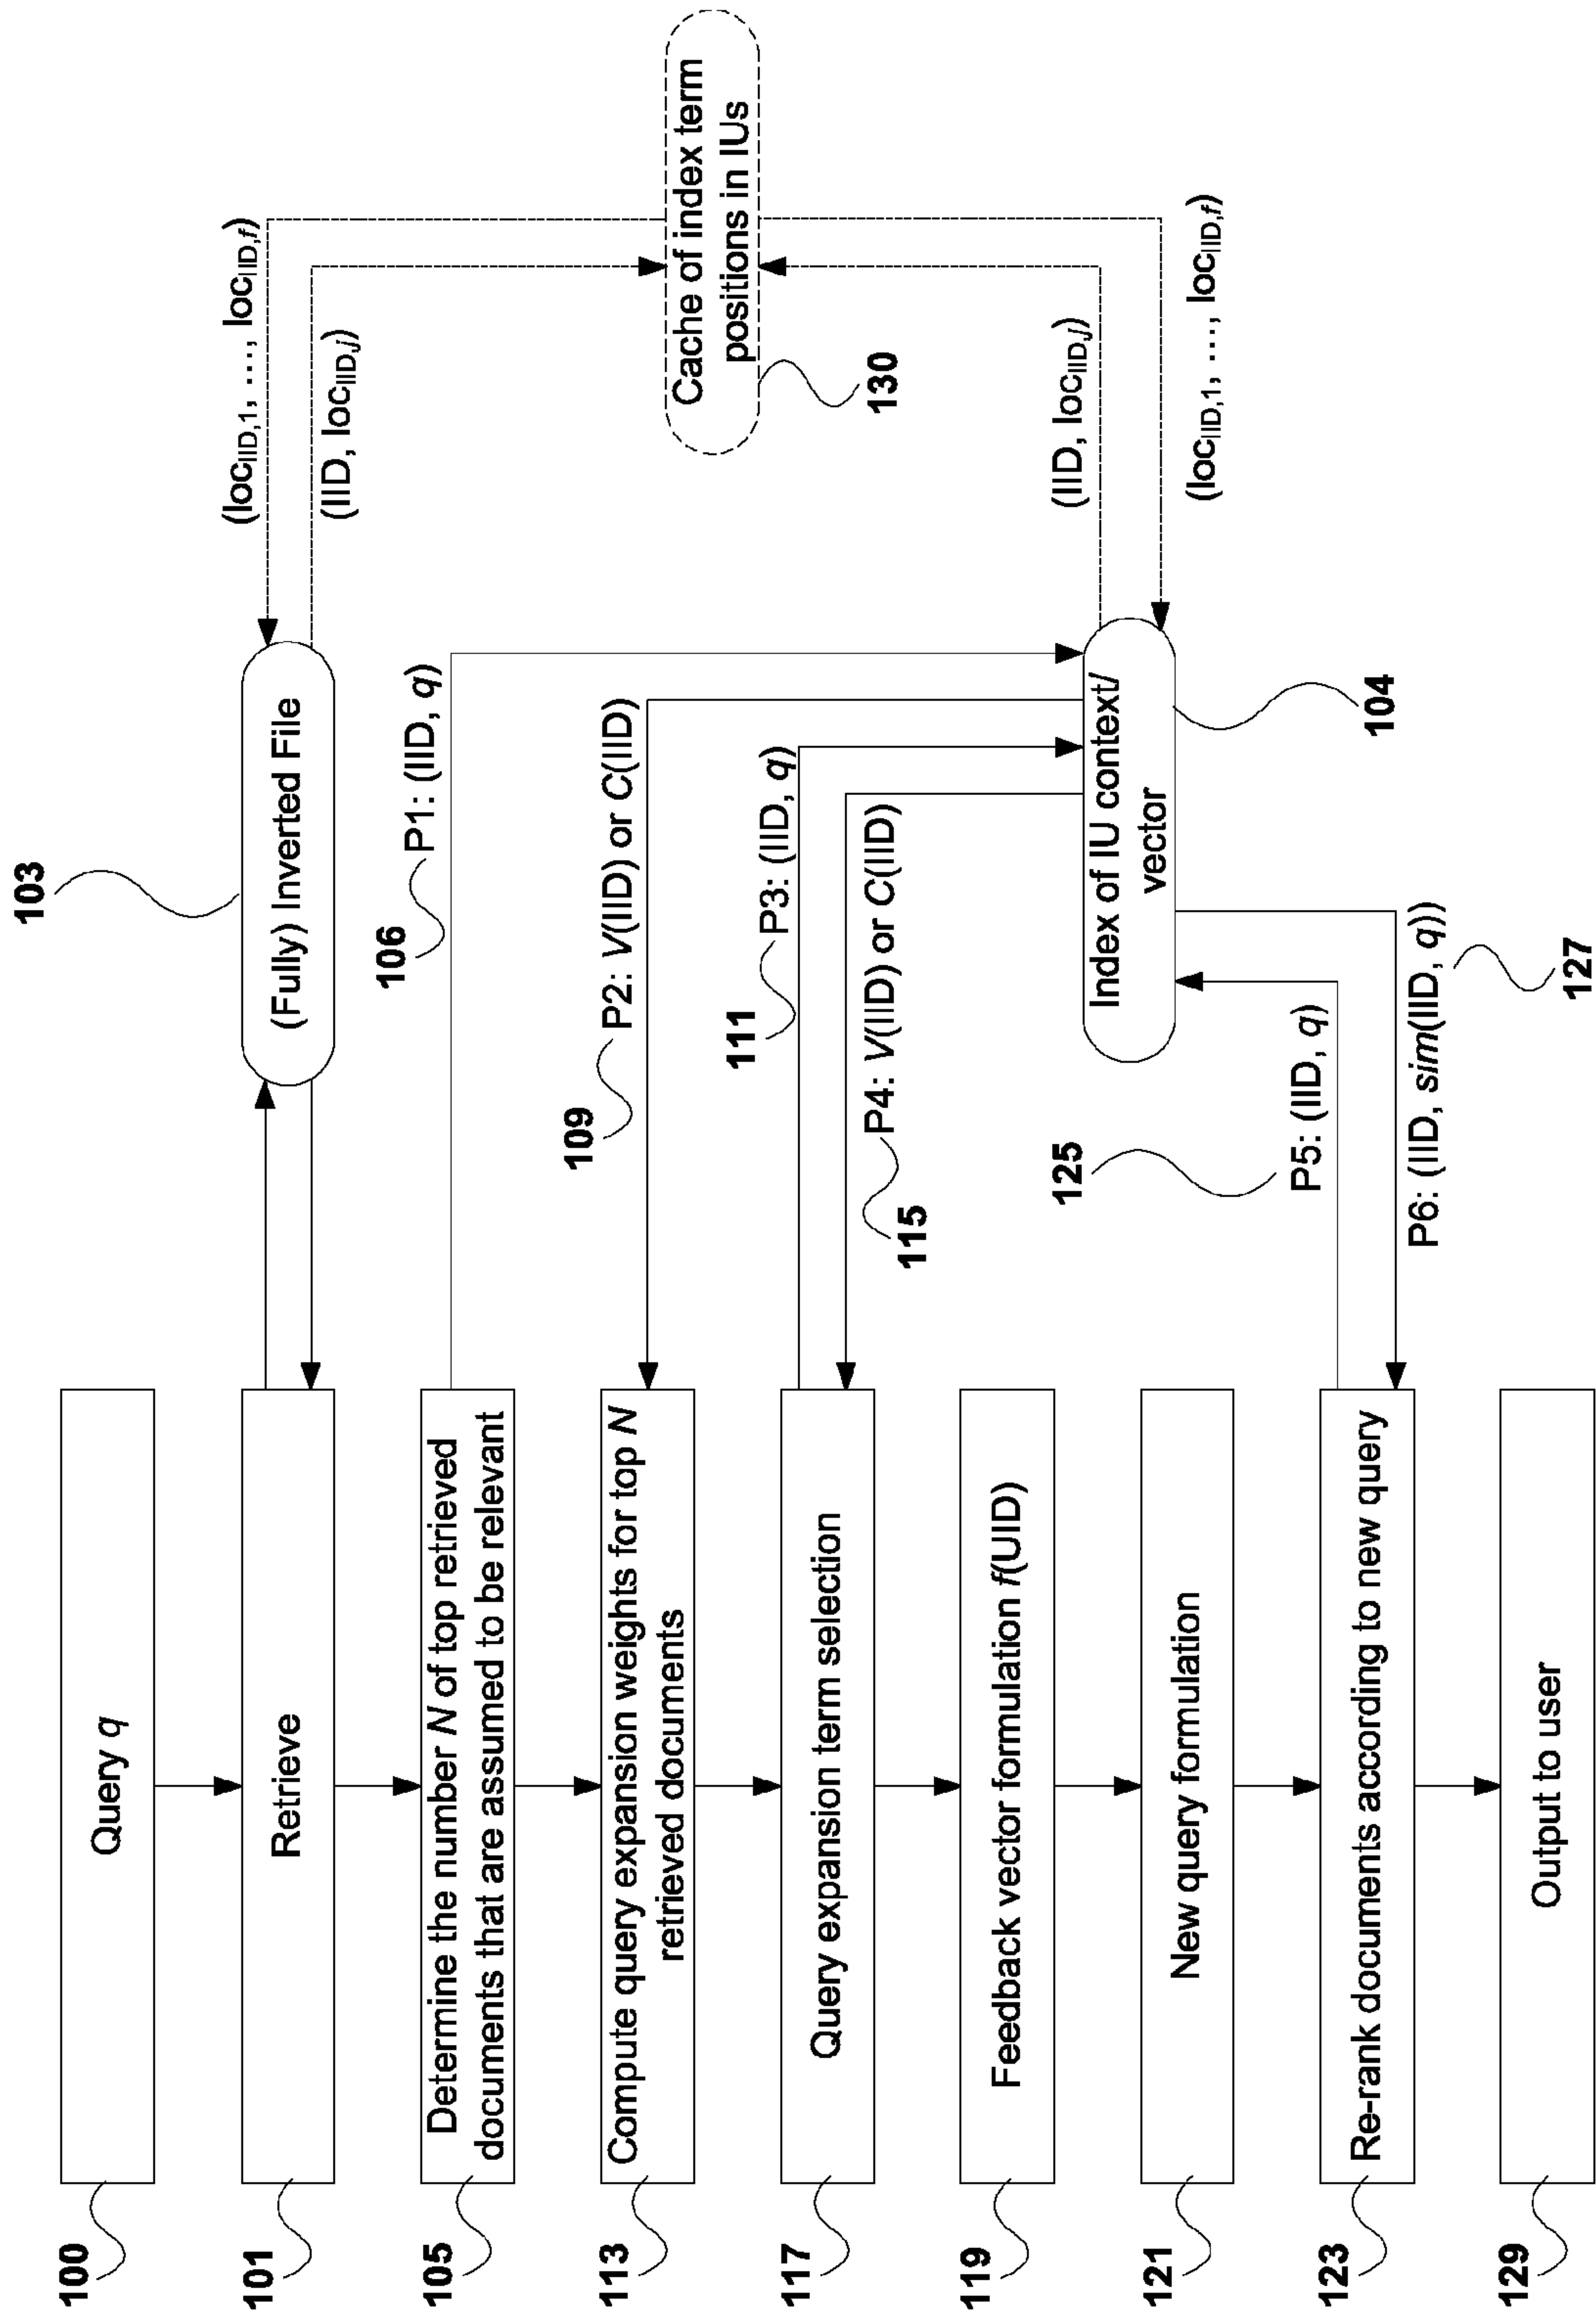 100
Query q
101
Retrieve
103
(Fully) Inverted File
(locIID,1, ..., locIID,f)
(IID, locIID,j)
105
Determine the number N of top retrieved
documents that are assumed to be relevant
106
P1: (IID, q)
113
Compute query expansion weights for top N
retrieved documents
109
P2: V(IID) or C(IID)
Cache of index term
positions in IUs
130
117
Query expansion term selection
111
P3: (IID, q)
P4: V(IID) or C(IID)
115
119
Feedback vector formulation f(UID)
(IID, locIID,j)
Index of IU context/
vector
104
(locIID,1, ..., locIID,f)
121
New query formulation
125
P5: (IID, q)
123
Re-rank documents according to new query
P6: (IID, sim(IID, q))
127
129
Output to user